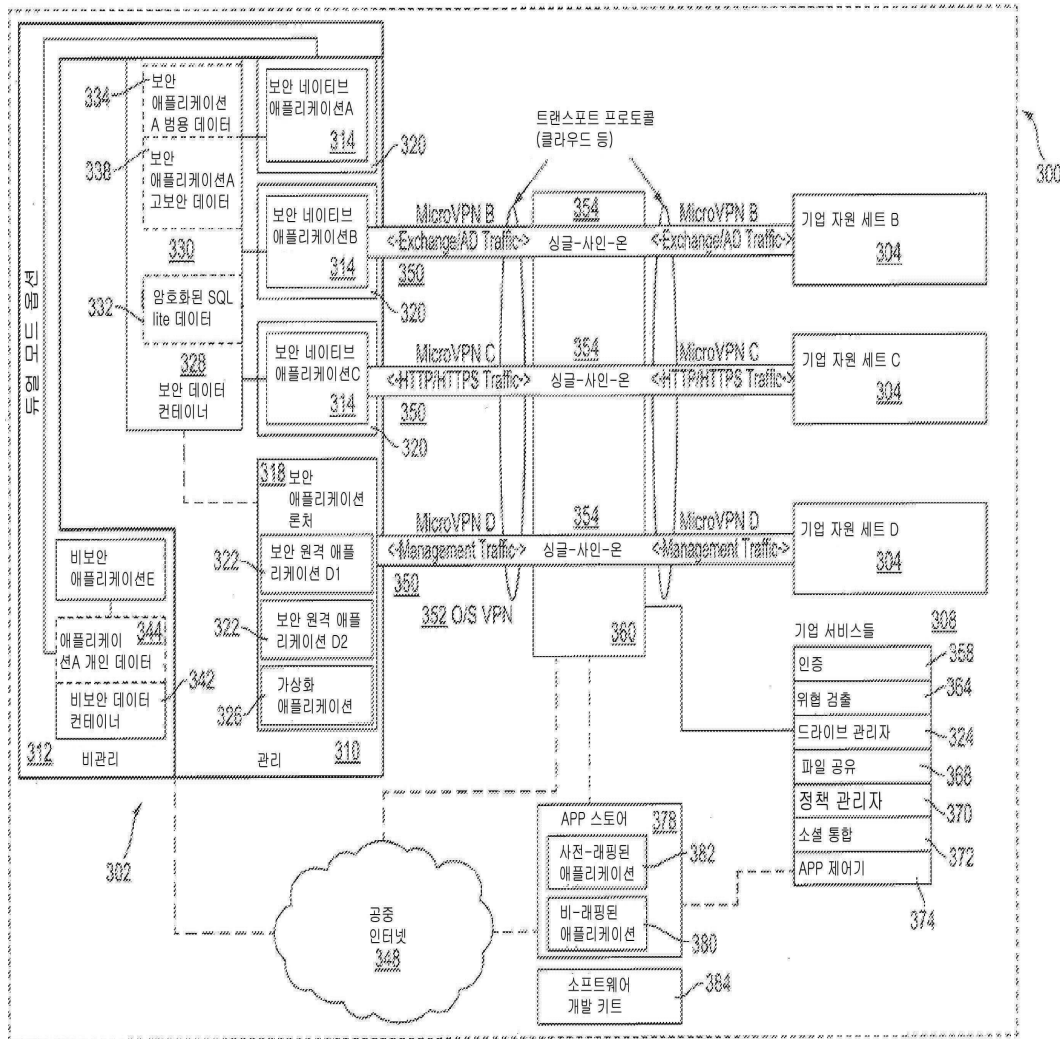 300
듀얼 모드 옵션
334
보안
애플리케이션
A 범용 데이터
338
보안
애플리케이션A
고보안 데이터
330
332
암호화된 SQL
lite 데이터
328
보안 데이터
컨테이너
보안 네이티브
애플리케이션A
314
320
보안 네이티브
애플리케이션B
314
320
보안 네이티브
애플리케이션C
314
320
318 보안
애플리케이션
론처
322
보안 원격 애플
리케이션 D1
322
보안 원격 애플
리케이션 D2
326
가상화
애플리케이션
비보안
애플리케이션E
344
애플리케이
션A 개인 데이터
342
비보안 데이터
컨테이너
312
비관리
관리
310
302
트랜스포트 프로토콜
(클라우드 등)
MicroVPN B
<-Exchange/AD Traffic->
350
354
싱글-사인-온
MicroVPN B
<-Exchange/AD Traffic->
기업 자원 세트 B
304
MicroVPN C
<-HTTP/HTTPS Traffic->
350
354
싱글-사인-온
MicroVPN C
<-HTTP/HTTPS Traffic->
기업 자원 세트 C
304
MicroVPN D
<-Management Traffic->
350
354
싱글-사인-온
MicroVPN D
<-Management Traffic->
기업 자원 세트 D
304
352 O/S VPN
360
기업 서비스들
308
인증
358
위협 검출
364
드라이브 관리자
324
파일 공유
368
정책 관리자
370
소셜 통합
372
APP 제어기
374
APP 스토어
378
사전-래핑된
애플리케이션
382
비-래핑된
애플리케이션
380
소프트웨어
개발 키트
384
공중
인터넷
348